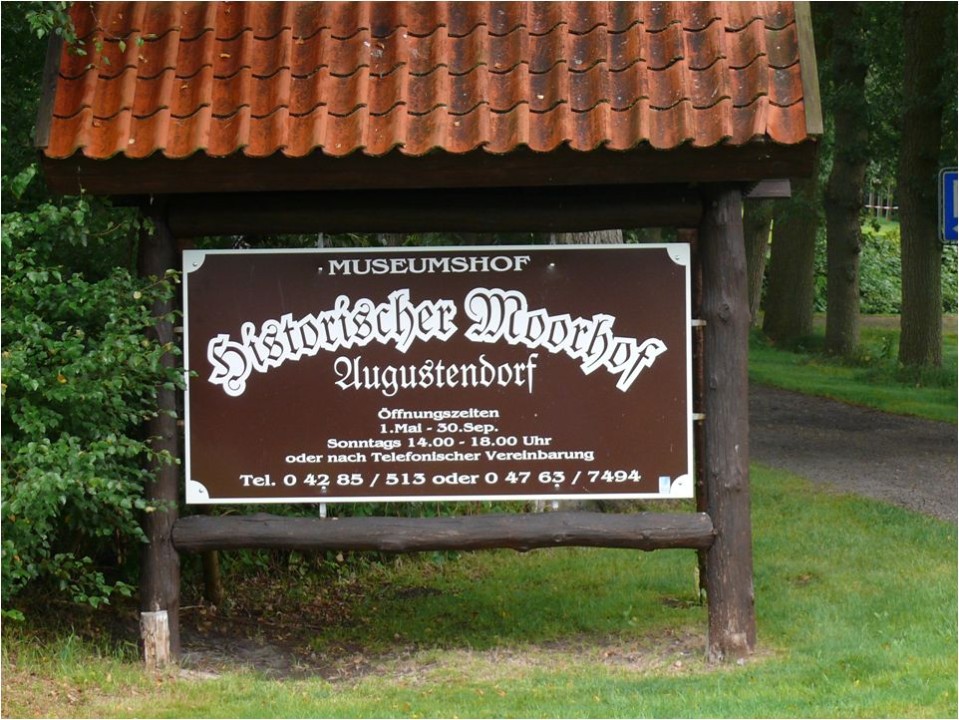 MUSEUMSHOF
Historischer Moorhof
Augustendorf
Öffnungszeiten
1.Mai - 30.Sep.
Sonntags 14.00 - 18.00 Uhr
oder nach Telefonischer Vereinbarung
Tel. 0 42 85 / 513 oder 0 47 63 / 7494